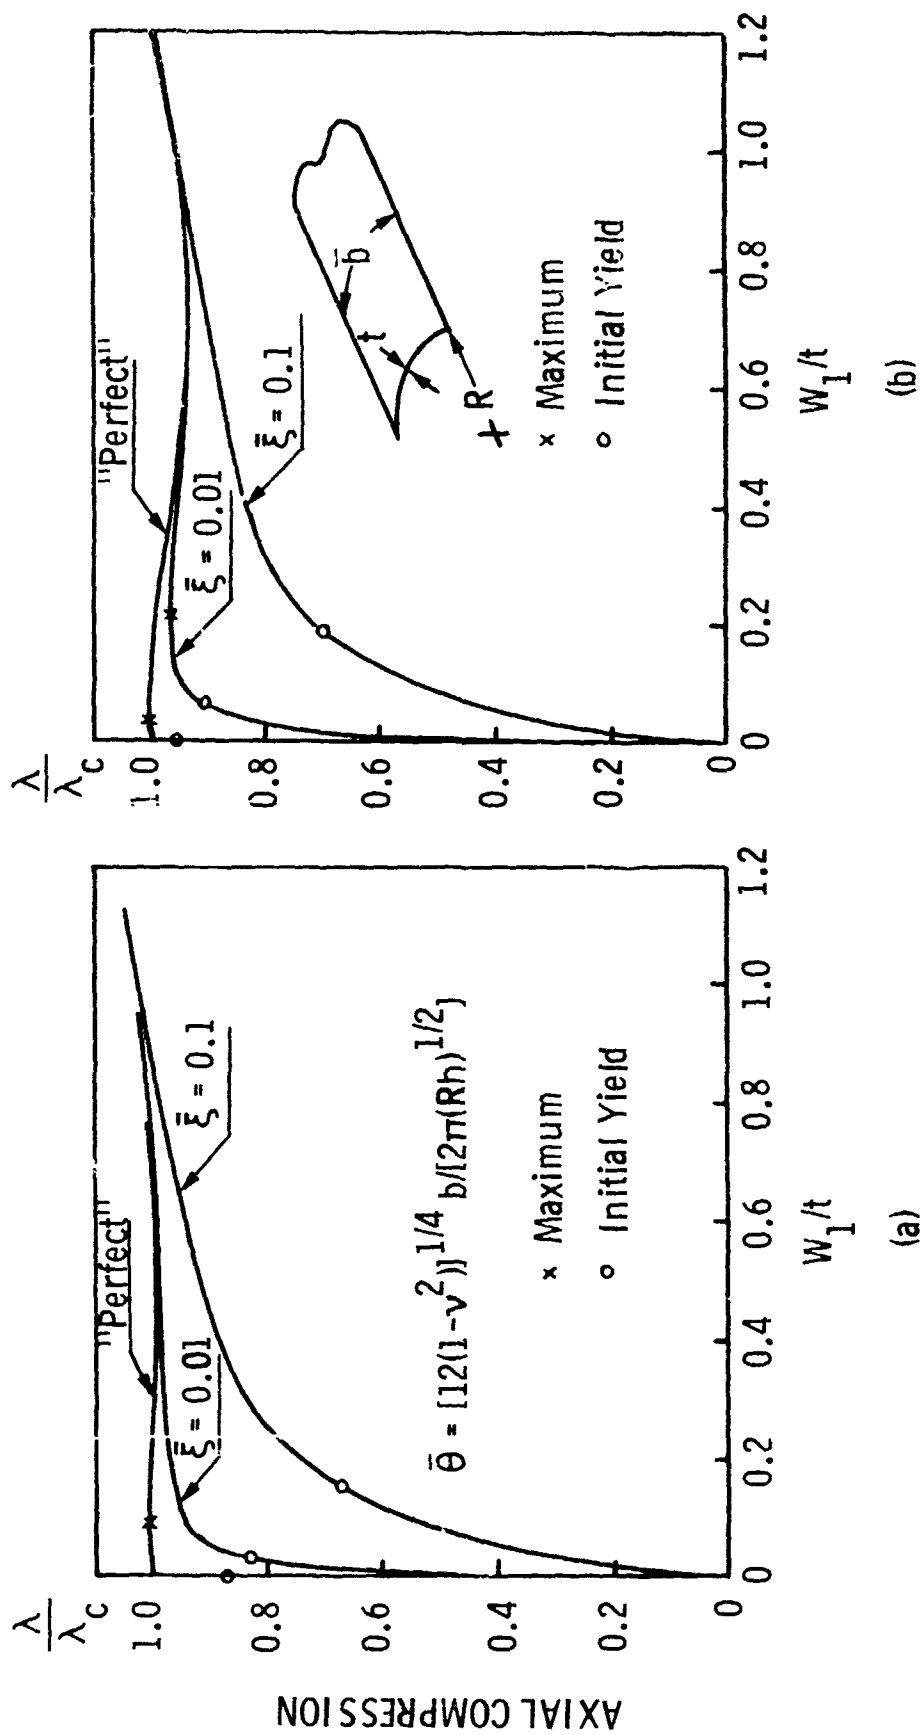 AXIAL COMPRESSION
λ/λc
1.0
0.8
0.6
0.4
0.2
0
"Perfect"
ξ̄ = 0.01
ξ̄ = 0.1
θ̄ = [12(1-ν²)]^1/4 b/[2π(Rh)^1/2]
x Maximum
o Initial Yield
0 0.2 0.4 0.6 0.8 1.0 1.2
W₁/t
(a)
λ/λc
1.0
0.8
0.6
0.4
0.2
0
"Perfect"
ξ̄ = 0.01
ξ̄ = 0.1
b̄
t
R
x Maximum
o Initial Yield
0 0.2 0.4 0.6 0.8 1.0 1.2
W₁/t
(b)